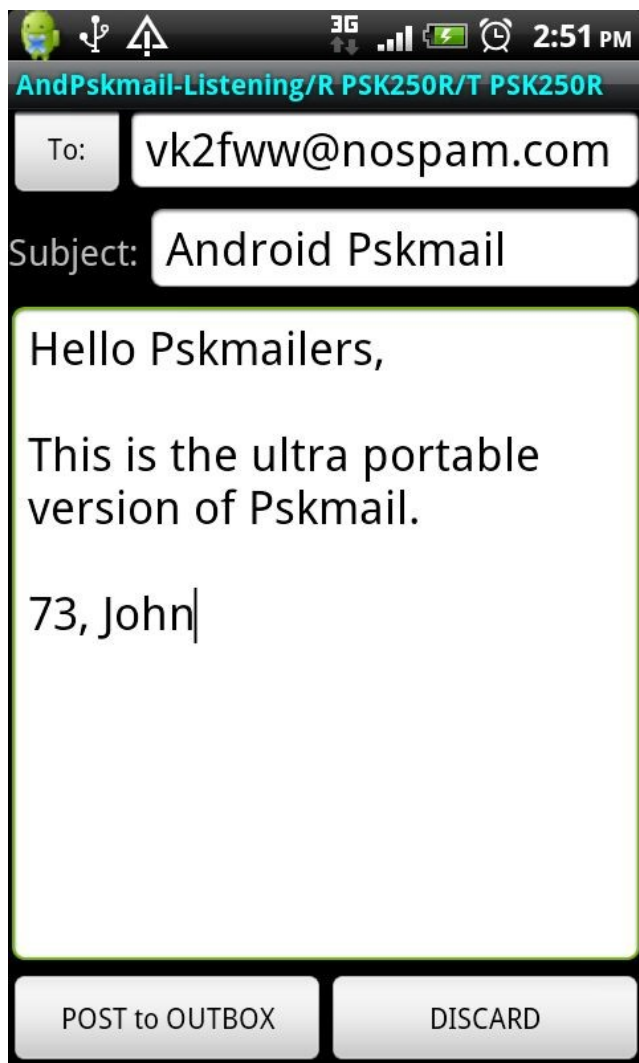 3G 2:51 PM
AndPskmail-Listening/R PSK250R/T PSK250R
To: vk2fww@nospam.com
Subject: Android Pskmail
Hello Pskmailers,
This is the ultra portable
version of Pskmail.
73, John
POST to OUTBOX DISCARD